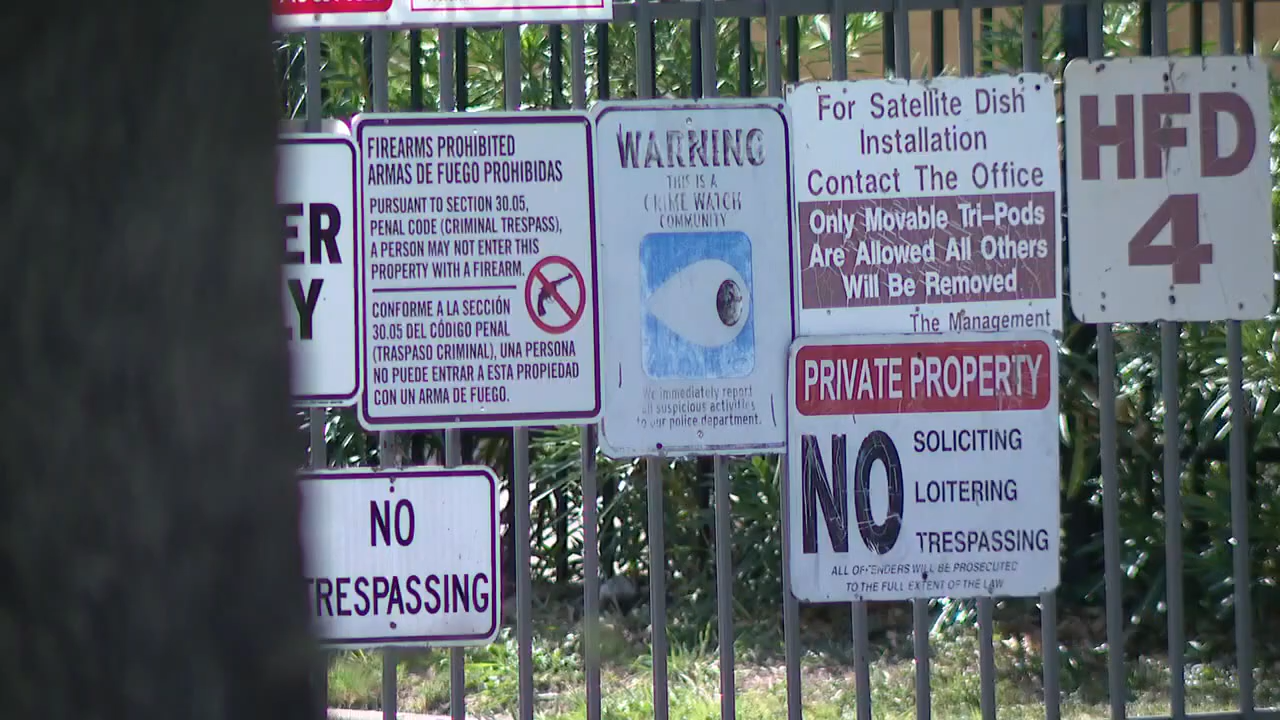 FIREARMS PROHIBITED
ARMAS DE FUEGO PROHIBIDAS
PURSUANT TO SECTION 30.05,
PENAL CODE (CRIMINAL TRESPASS),
A PERSON MAY NOT ENTER THIS
PROPERTY WITH A FIREARM.
CONFORME A LA SECCIÓN
30.05 DEL CÓDIGO PENAL
(TRASPASO CRIMINAL), UNA PERSONA
NO PUEDE ENTRAR A ESTA PROPIEDAD
CON UN ARMA DE FUEGO.
WARNING
THIS IS A
CRIME WATCH
COMMUNITY
We immediately report
all suspicious activities
to our police department.
For Satellite Dish
Installation
Contact The Office
Only Movable Tri-Pods
Are Allowed All Others
Will Be Removed
The Management
HFD
4
PRIVATE PROPERTY
NO
SOLICITING
LOITERING
TRESPASSING
ALL OFFENDERS WILL BE PROSECUTED
TO THE FULL EXTENT OF THE LAW
ER
LY
NO
TRESPASSING